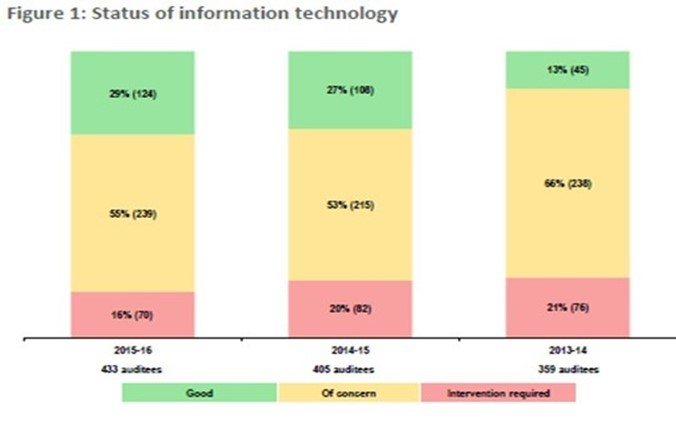 Figure 1: Status of information technology
29% (124)
27% (108)
13% (45)
55% (239)
53% (215)
66% (238)
16% (70)
20% (82)
21% (76)
2015-16
2014-15
2013-14
433 auditees
405 auditees
359 auditees
Good
Of concern
Intervention required